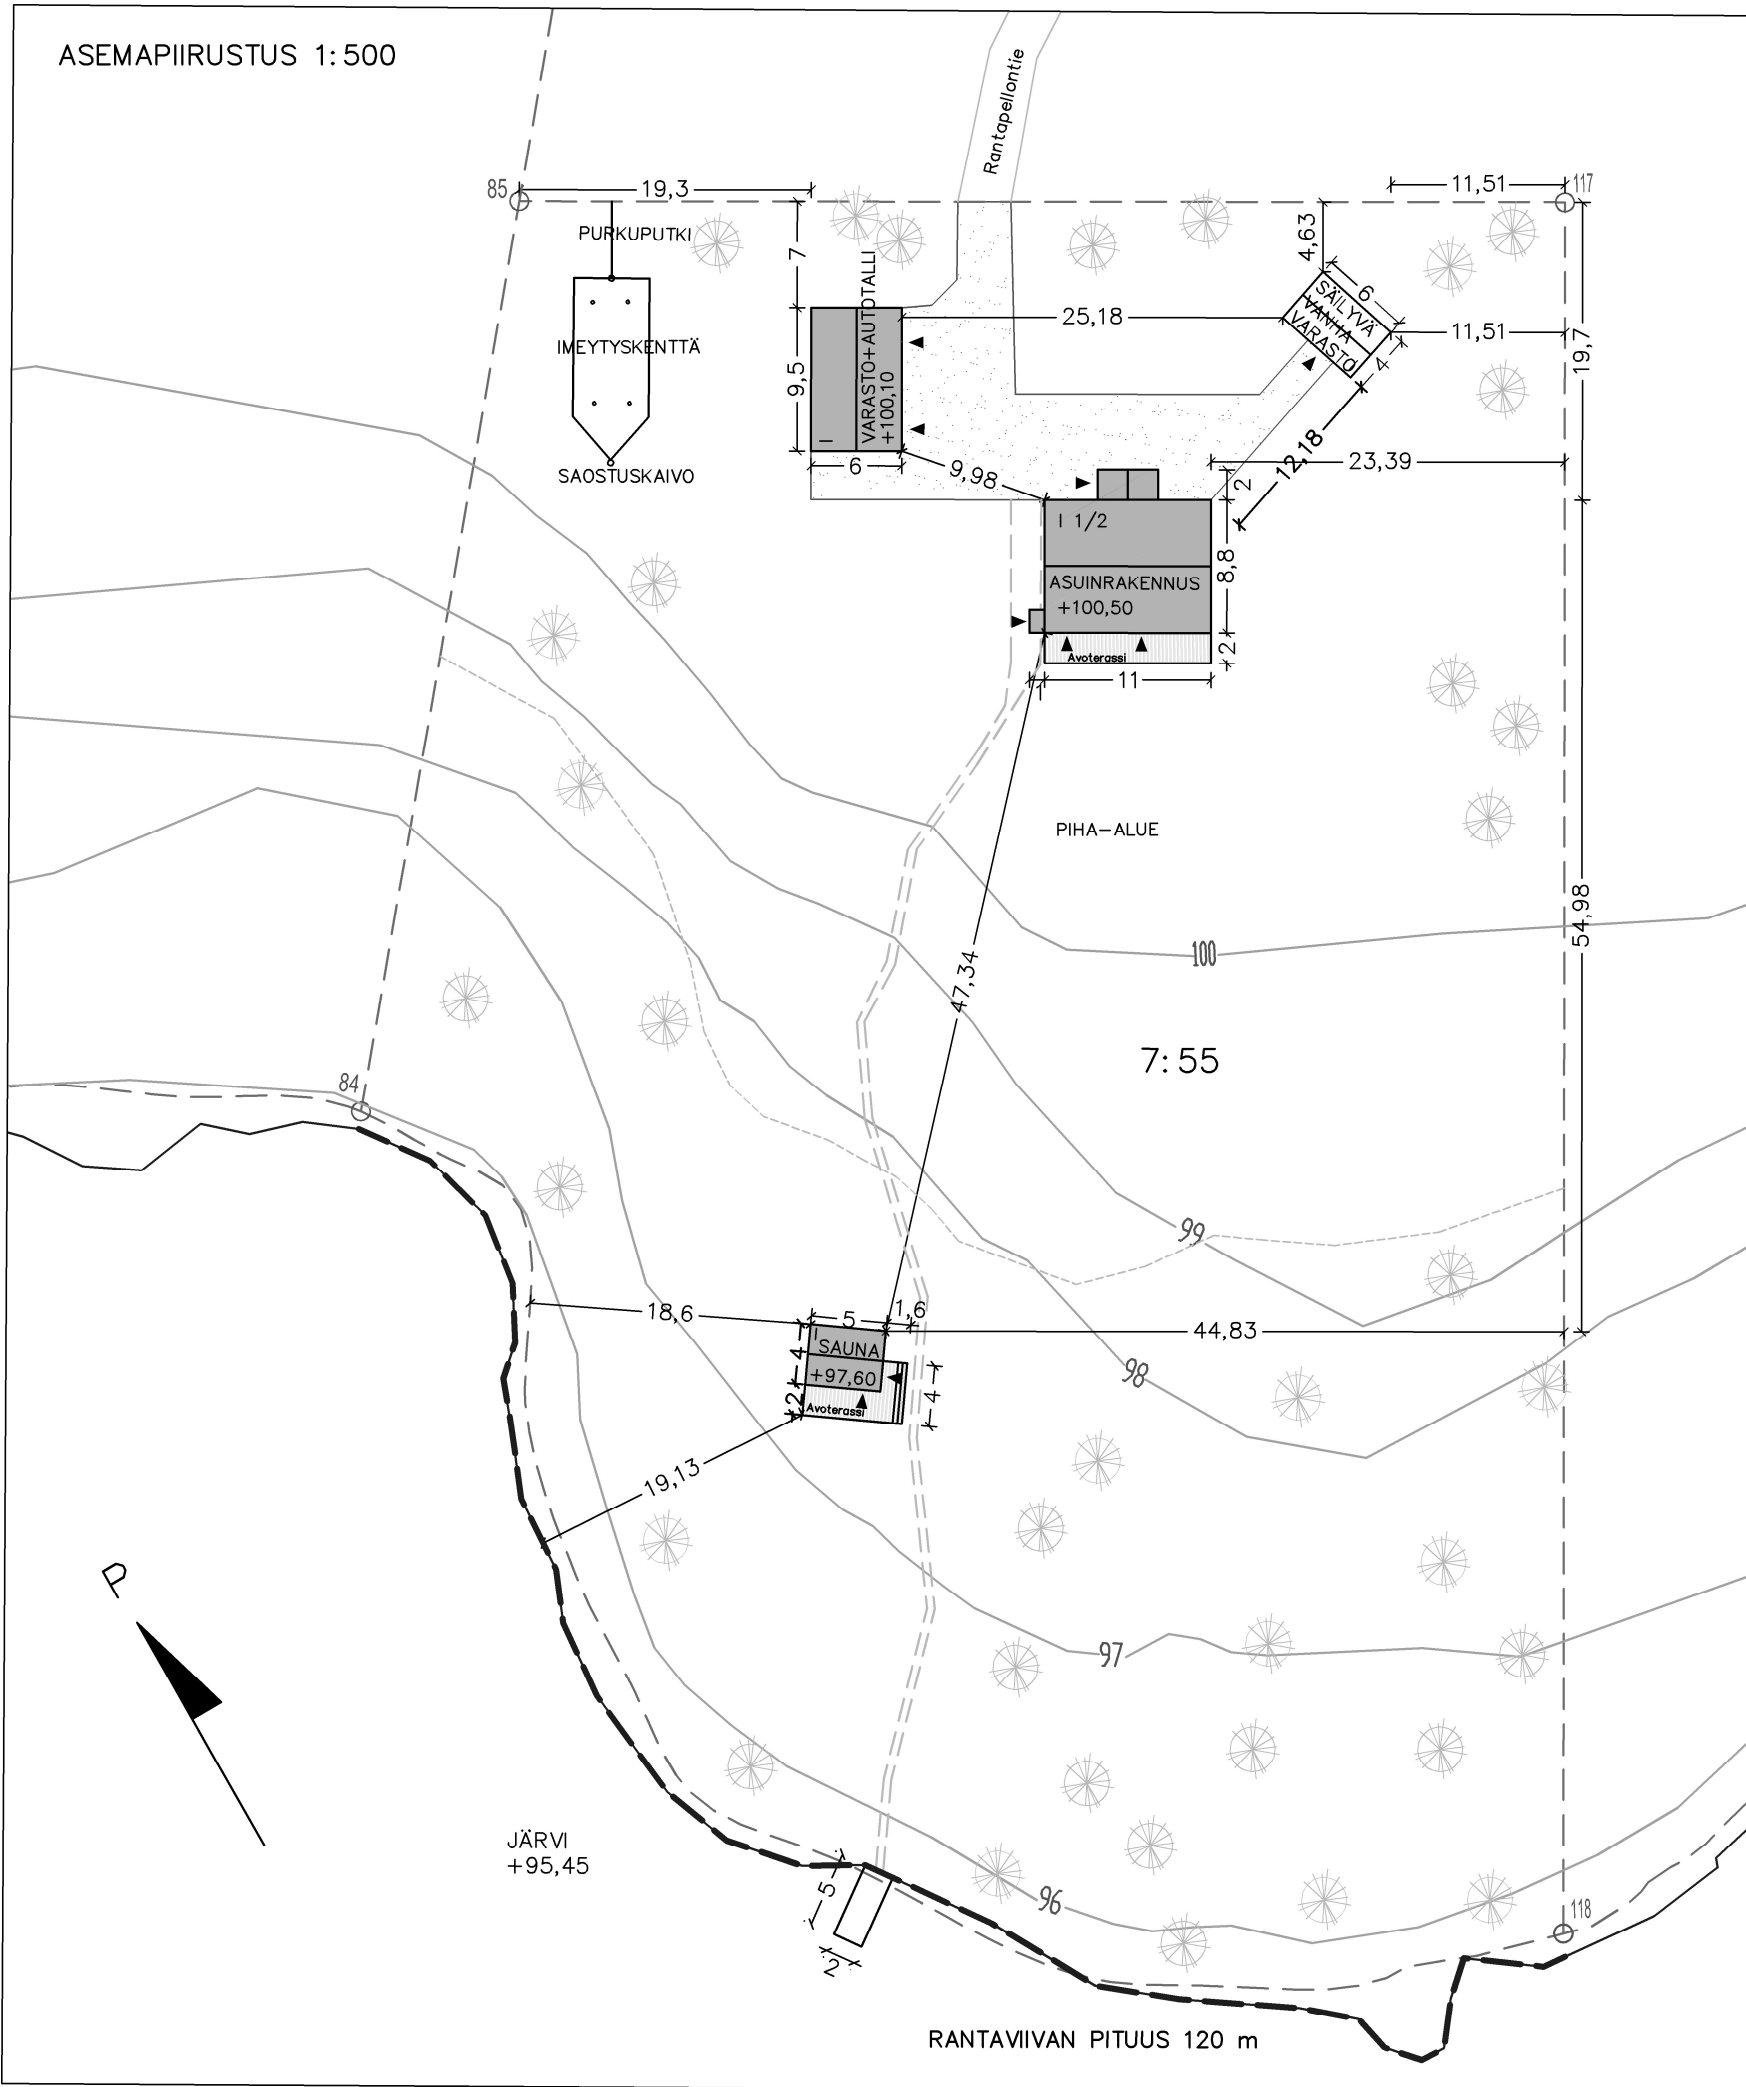 ASEMAPIIRUSTUS 1:500
Rantapellontie
85
19,3
11,51
117
PURKUPUTKI
7
4,63
6
SÄILYVÄ
VANHA
VARASTO
25,18
11,51
4
19,7
IMEYTYSKENTTÄ
9,5
VARASTO+AUTOTALLI
+100,10
I
6
SAOSTUSKAIVO
9,98
12,18
23,39
2
I 1/2
ASUINRAKENNUS
+100,50
8,8
Avoterassi
2
1
11
PIHA-ALUE
54,98
100
47,34
7:55
84
99
18,6
5
1,6
44,83
I
SAUNA
+97,60
4
2
Avoterassi
4
98
19,13
P
97
JÄRVI
+95,45
5
2
96
118
RANTAVIIVAN PITUUS 120 m